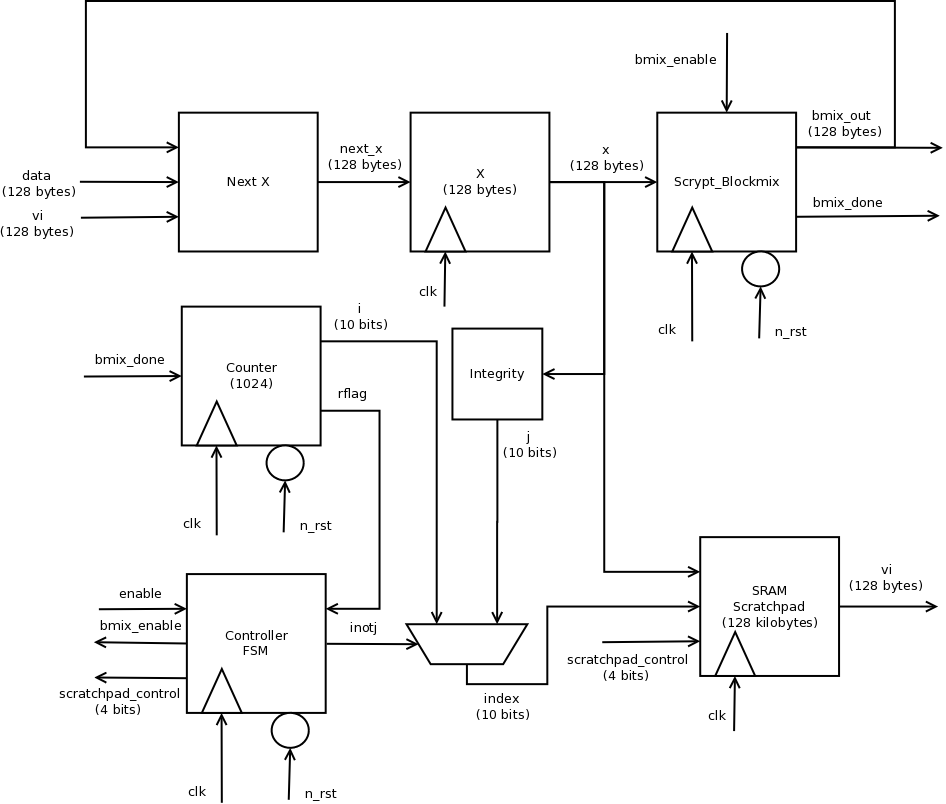 bmix_enable
data
(128 bytes)
vi
(128 bytes)
Next X
next_x
(128 bytes)
X
(128 bytes)
clk
x
(128 bytes)
Scrypt_Blockmix
bmix_out
(128 bytes)
bmix_done
clk
n_rst
bmix_done
Counter
(1024)
i
(10 bits)
rflag
clk
n_rst
Integrity
j
(10 bits)
enable
bmix_enable
scratchpad_control
(4 bits)
Controller
FSM
inotj
clk
n_rst
index
(10 bits)
scratchpad_control
(4 bits)
SRAM
Scratchpad
(128 kilobytes)
clk
vi
(128 bytes)